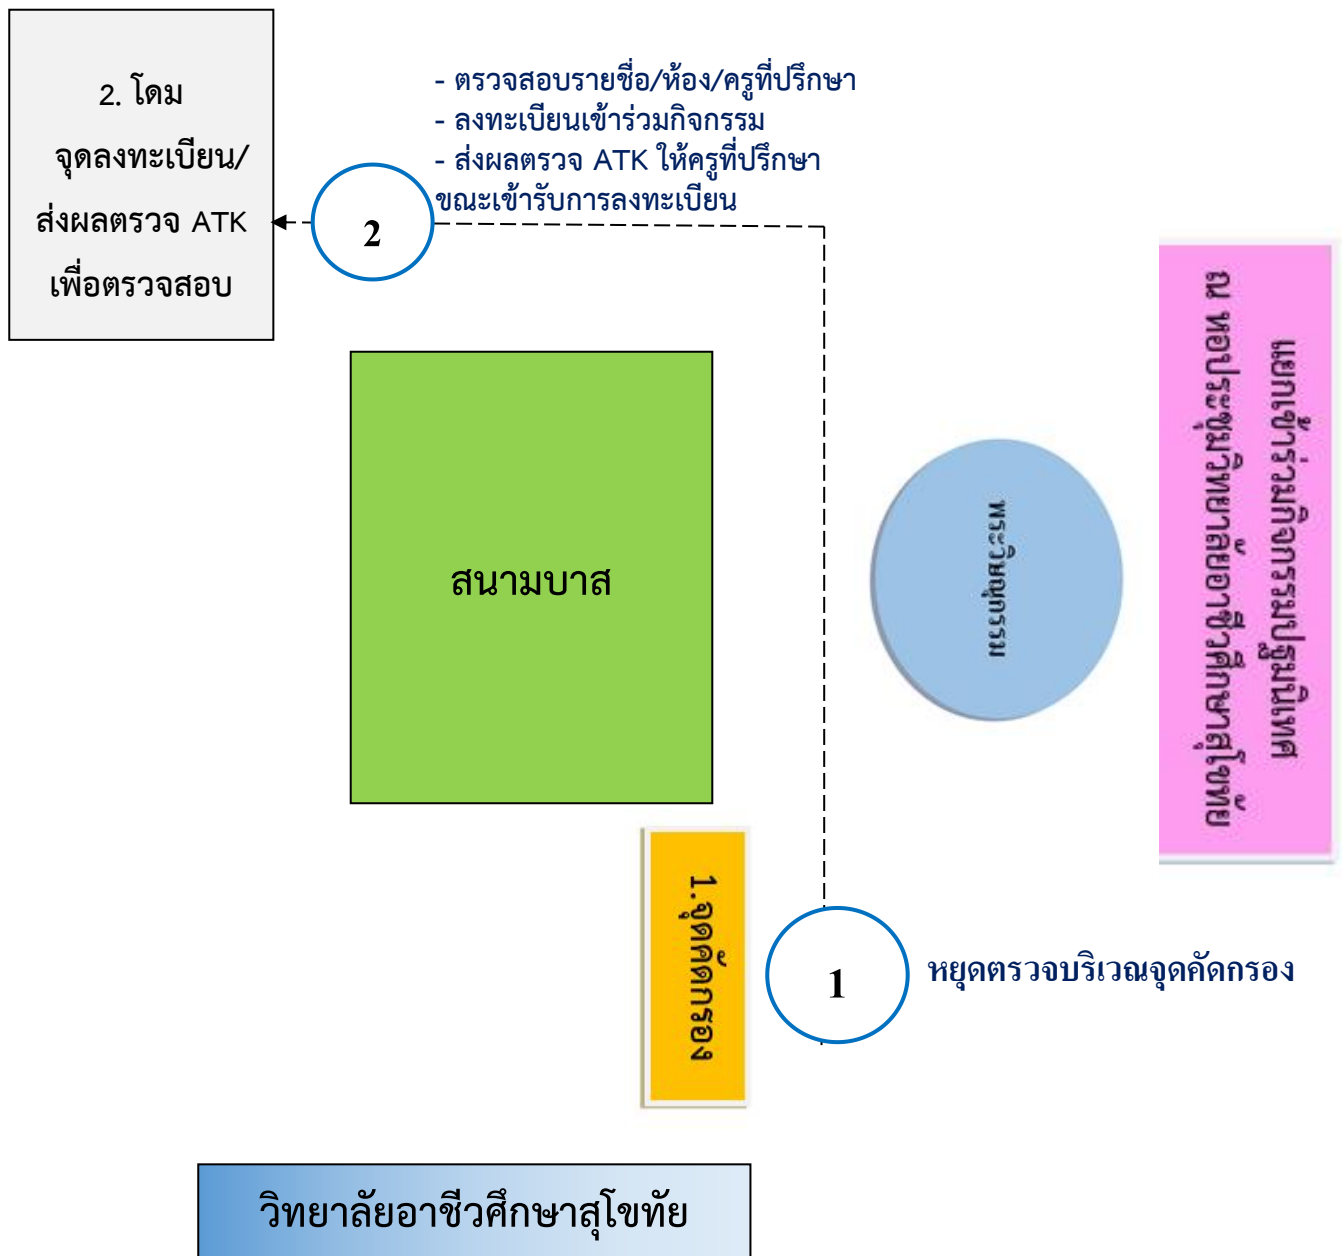 2. โดม
จุดลงทะเบียน/
ส่งผลตรวจ ATK
เพื่อตรวจสอบ
- ตรวจสอบรายชื่อ/ห้อง/ครูที่ปรึกษา
- ลงทะเบียนเข้าร่วมกิจกรรม
- ส่งผลตรวจ ATK ให้ครูที่ปรึกษา
ขณะเข้ารับการลงทะเบียน
2
แยกเข้าร่วมกิจกรรมปฐมนิเทศ
ณ หอประชุมวิทยาลัยอาชีวศึกษาสุโขทัย
สนามบาส
พระวิษณุกรรม
1.จุดคัดกรอง
1
หยุดตรวจบริเวณจุดคัดกรอง
วิทยาลัยอาชีวศึกษาสุโขทัย